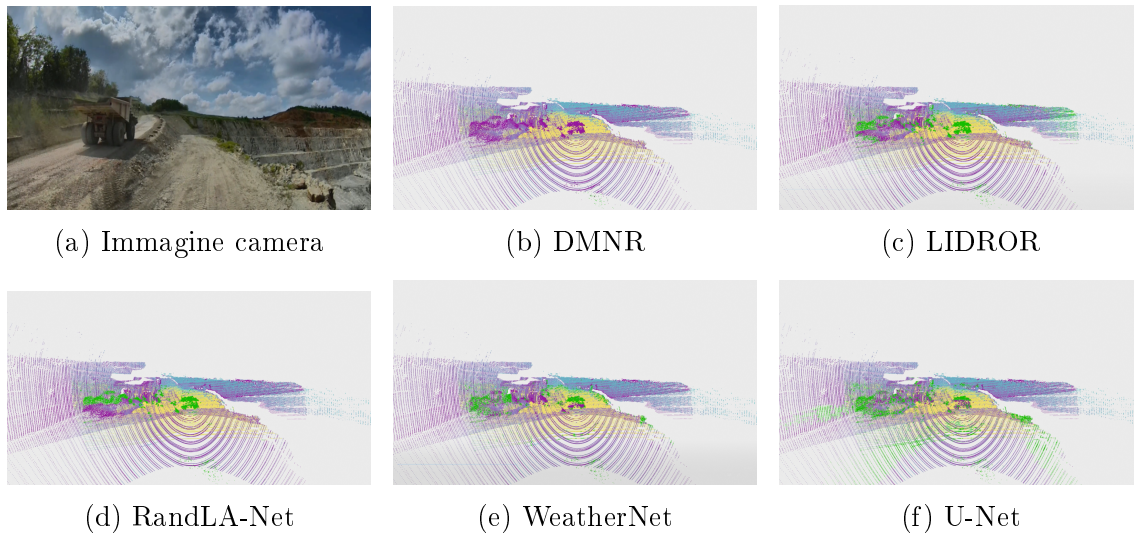 (a) Immagine camera
(b) DMNR
(c) LIDROR
(d) RandLA-Net
(e) WeatherNet
(f) U-Net